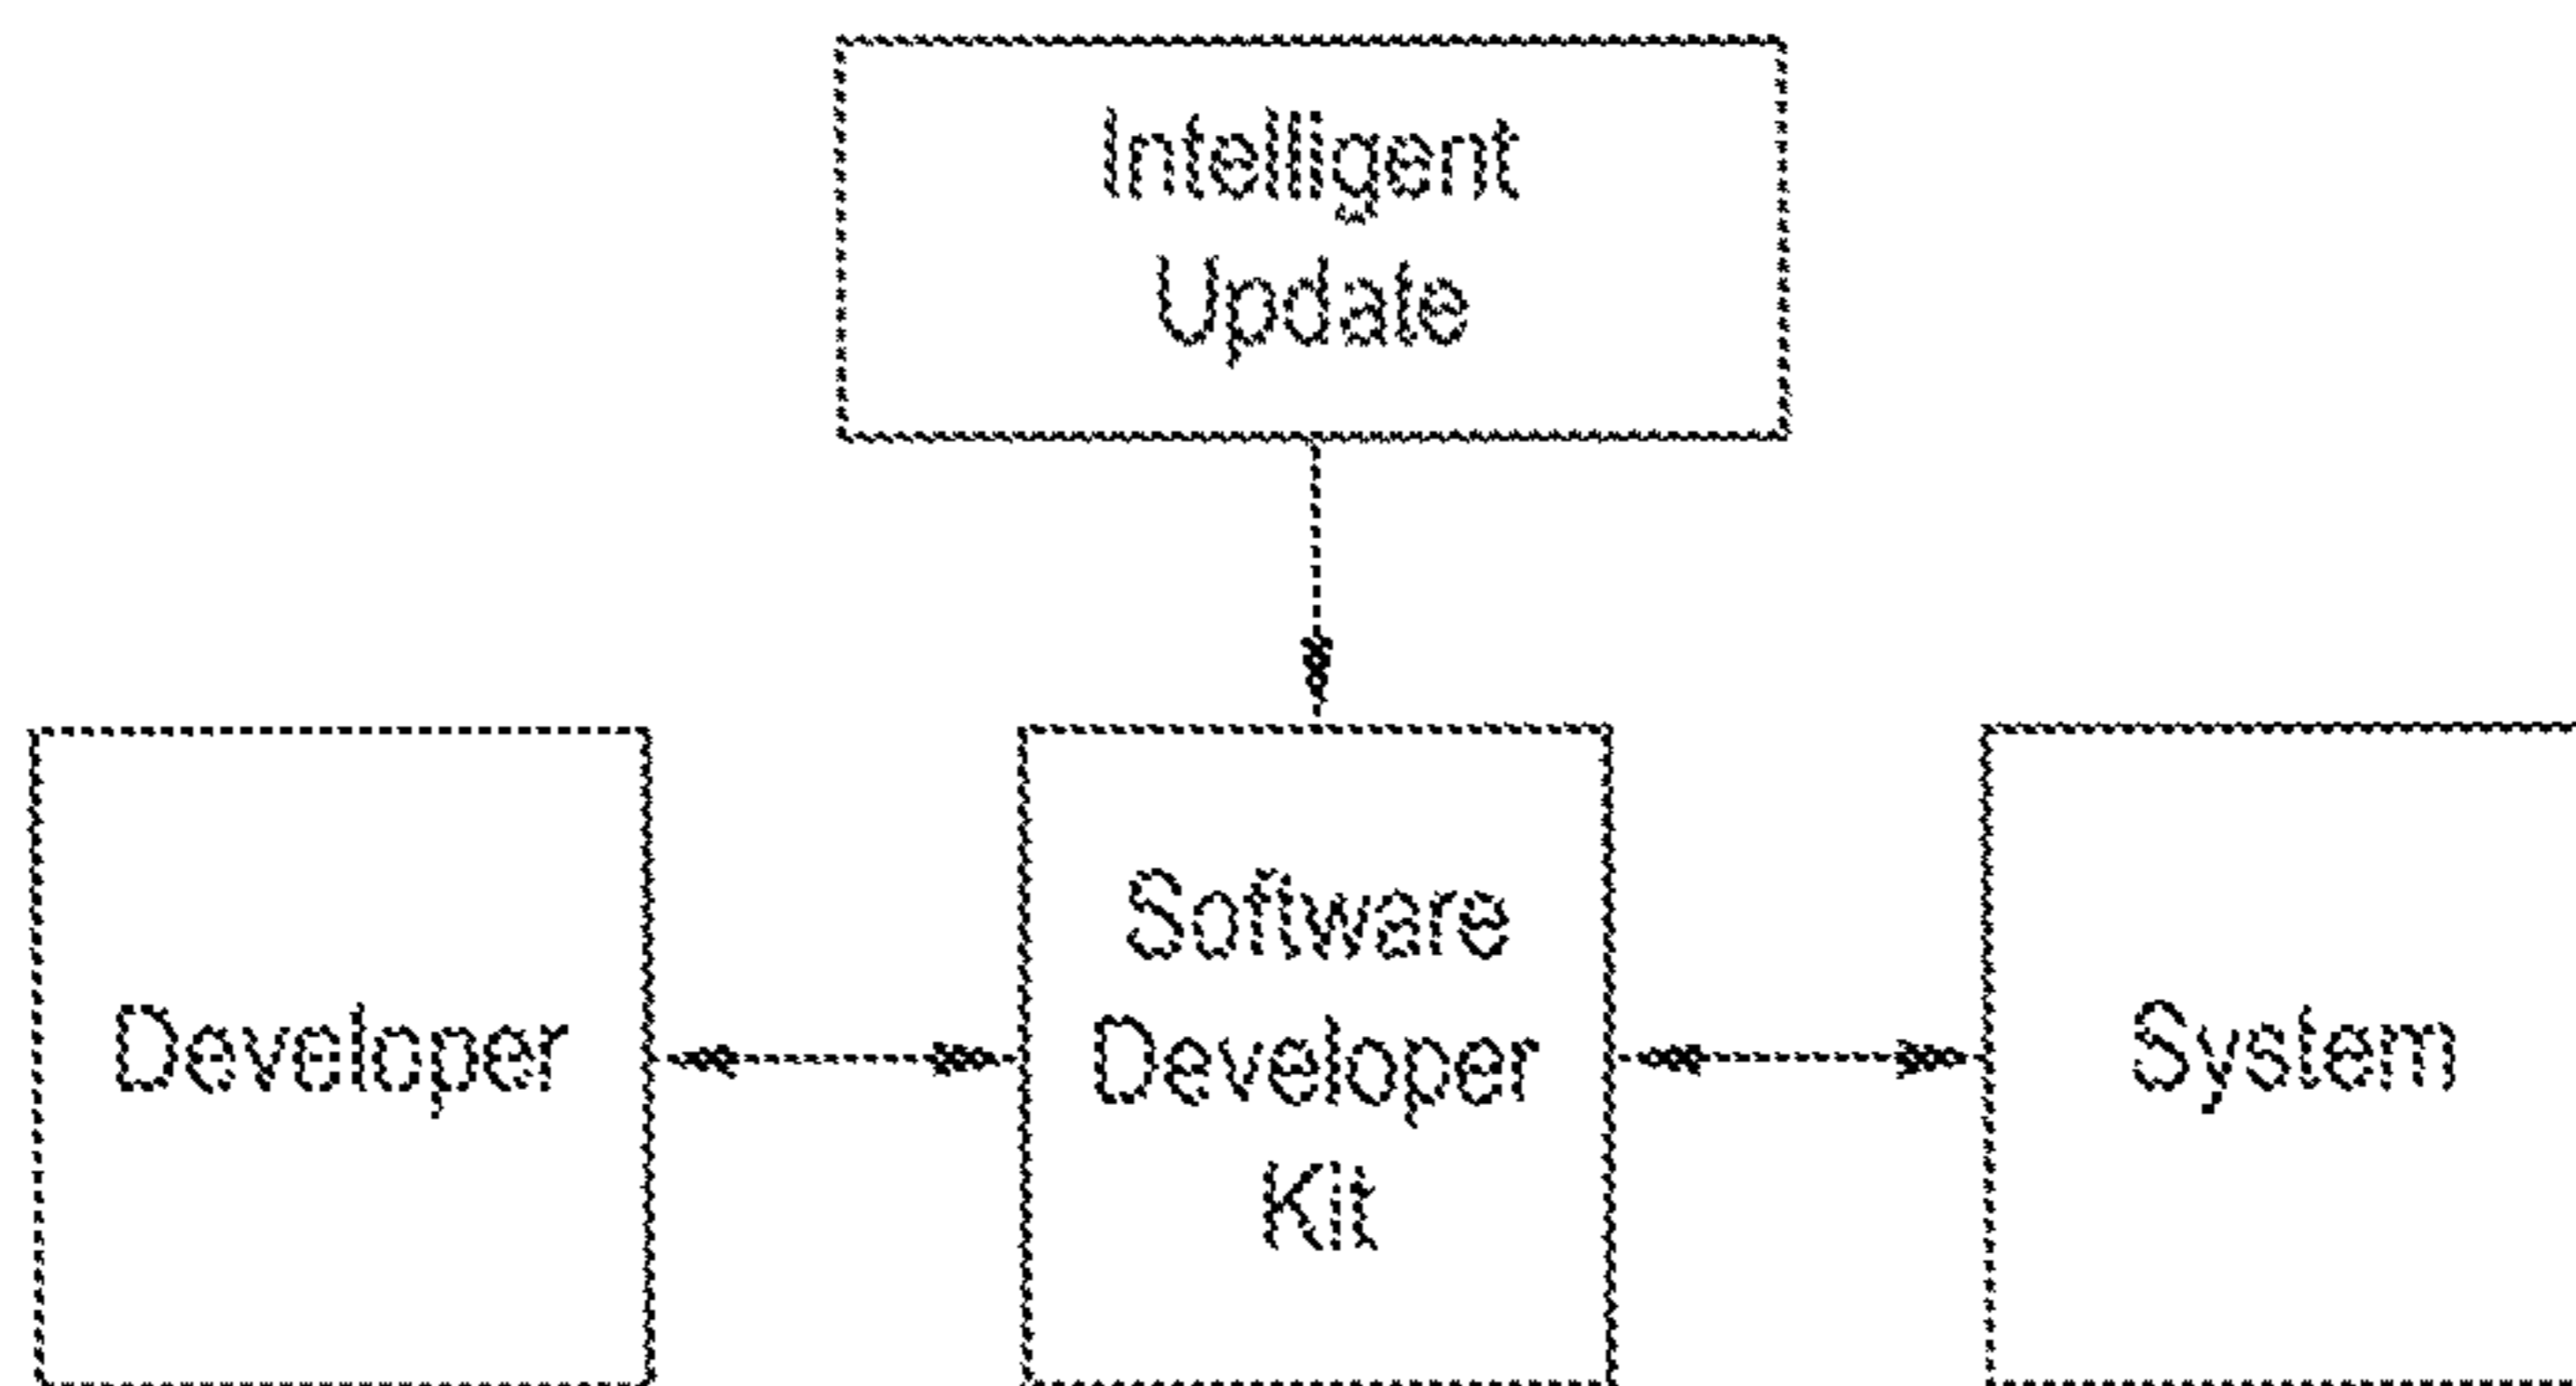 Intelligent
Update
Developer
Software
Developer
Kit
System